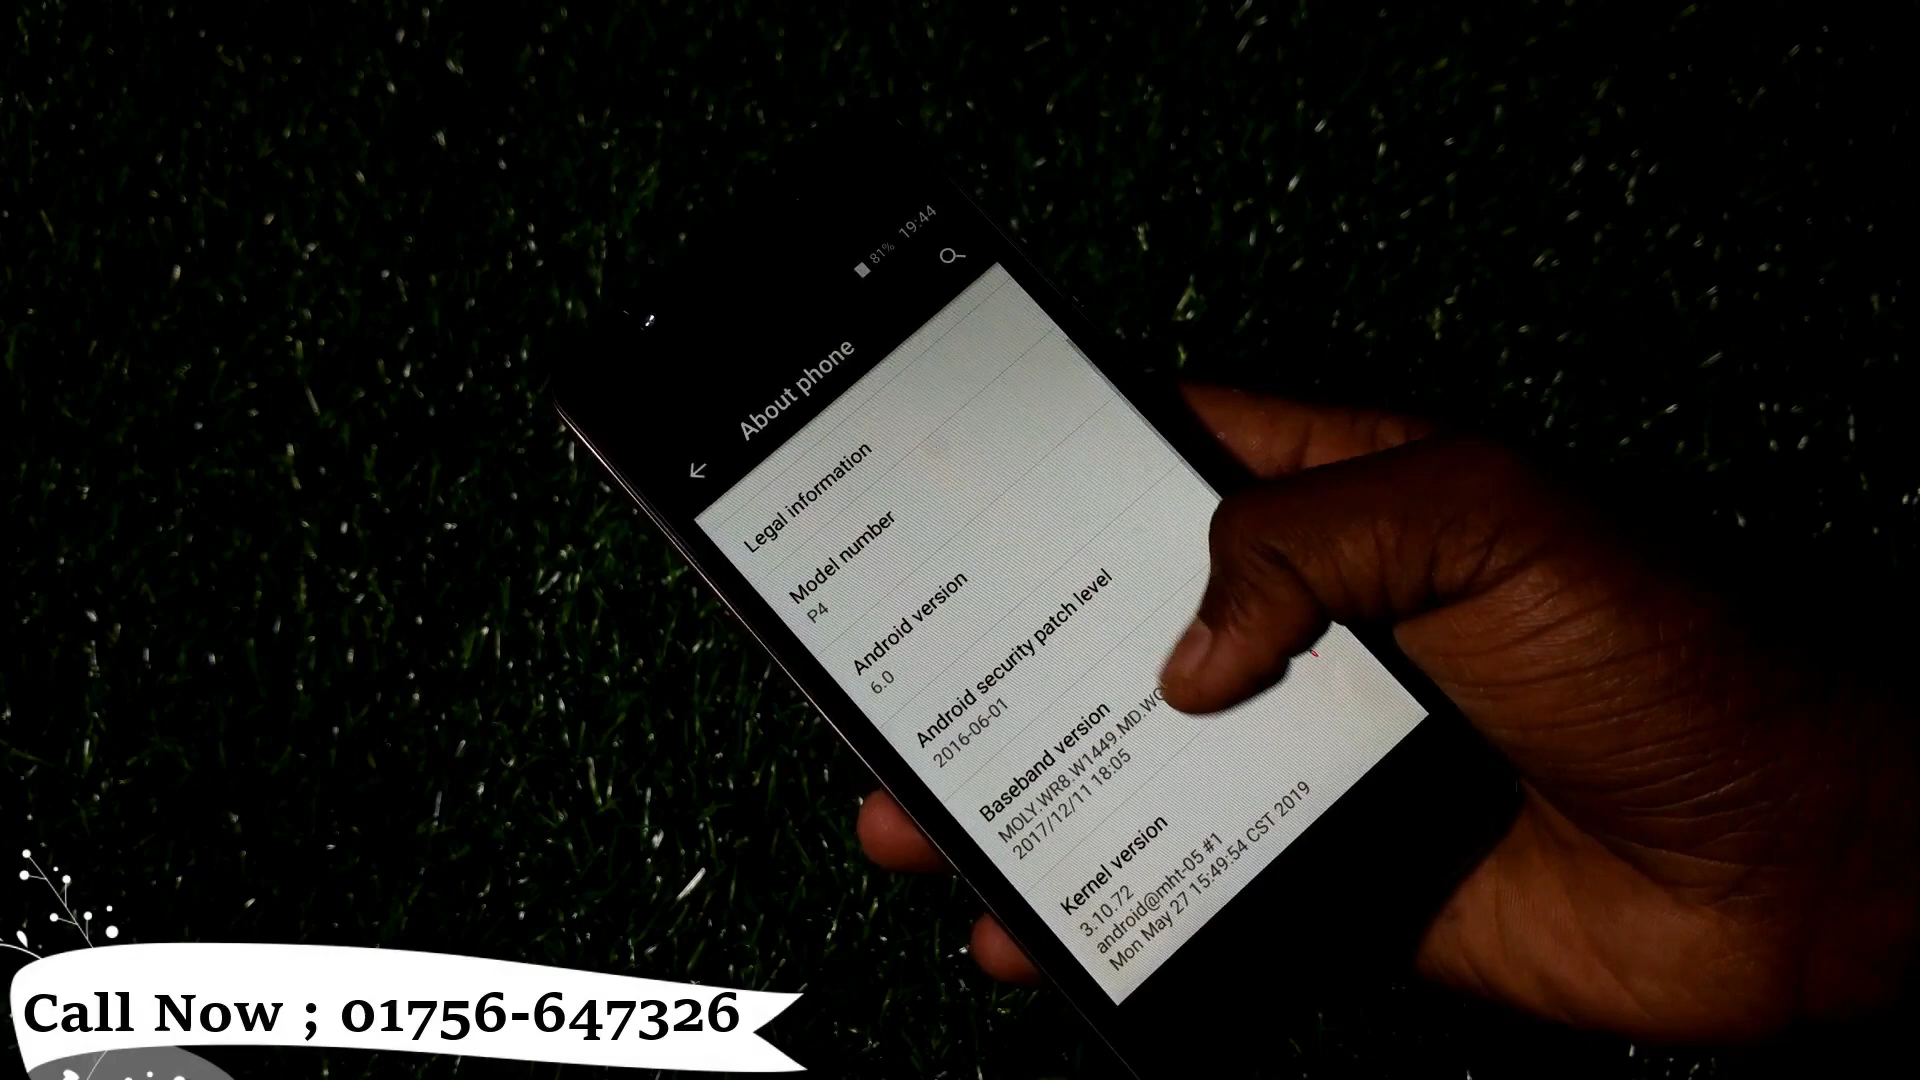 81% 19:44
About phone
Legal information
Model number
P4
Android version
6.0
Android security patch level
2016-06-01
Baseband version
MOLY.WR8.W1449.MD.W
2017/12/11 18:05
Kernel version
3.10.72
android@mht-05 #1
Mon May 27 15:49:54 CST 2019
Call Now ; 01756-647326